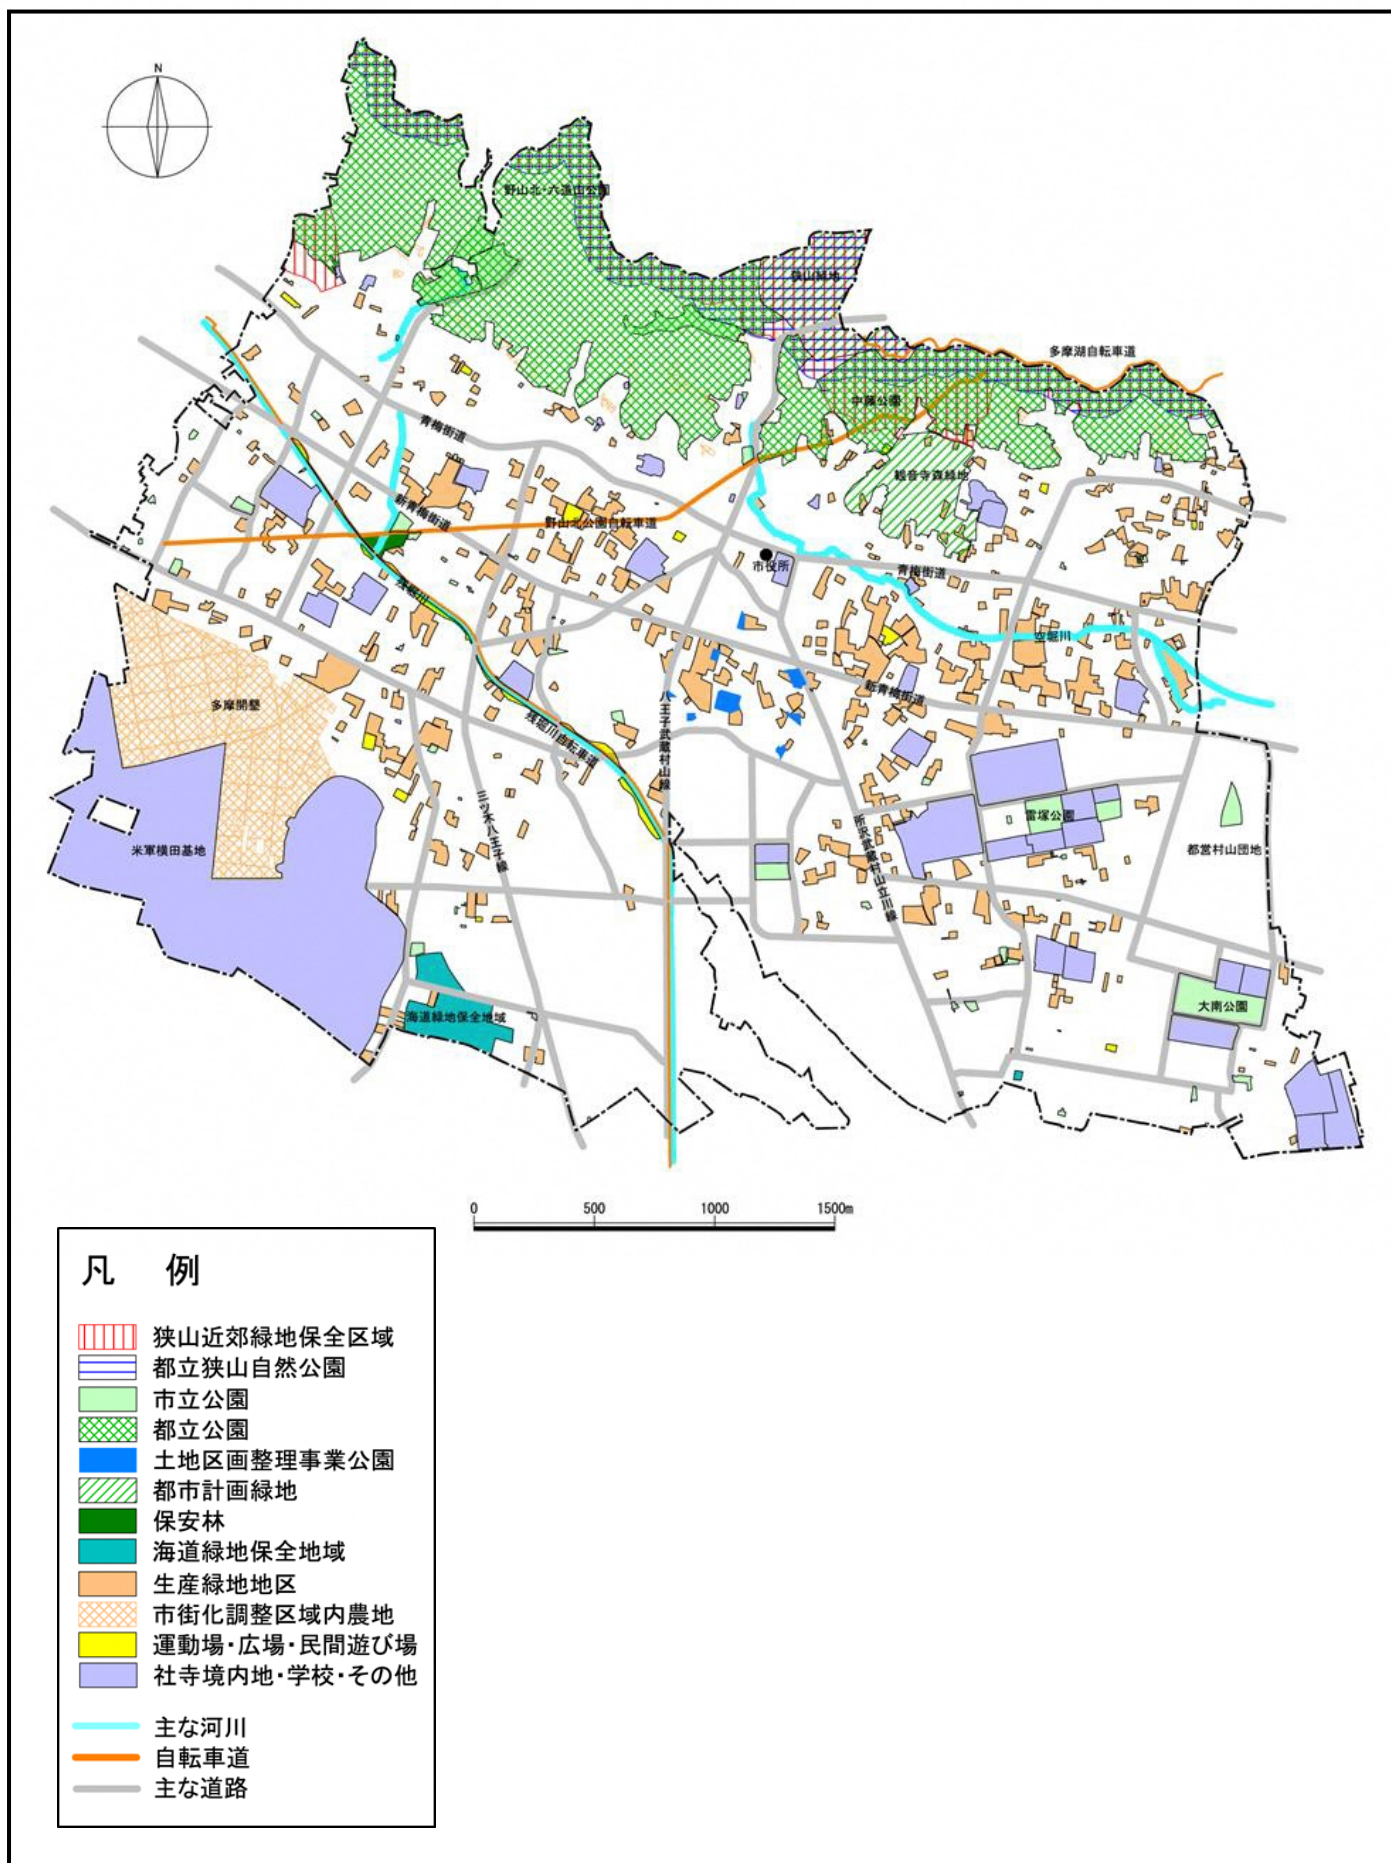 N
野山北・六道山公園
狭山緑地
多摩湖自転車道
中藤公園
青梅街道
観音寺森緑地
新青梅街道
野山北公園自転車道
市役所
青梅街道
残堀川
空堀川
新青梅街道
多摩開墾
八王子武蔵村山線
残堀川自転車道
三ツ木八王子線
所沢武蔵村山立川線
雷塚公園
都営村山団地
米軍横田基地
大南公園
海道緑地保全地域
0 500 1000 1500m
凡 例
狭山近郊緑地保全区域
都立狭山自然公園
市立公園
都立公園
土地区画整理事業公園
都市計画緑地
保安林
海道緑地保全地域
生産緑地地区
市街化調整区域内農地
運動場・広場・民間遊び場
社寺境内地・学校・その他
主な河川
自転車道
主な道路